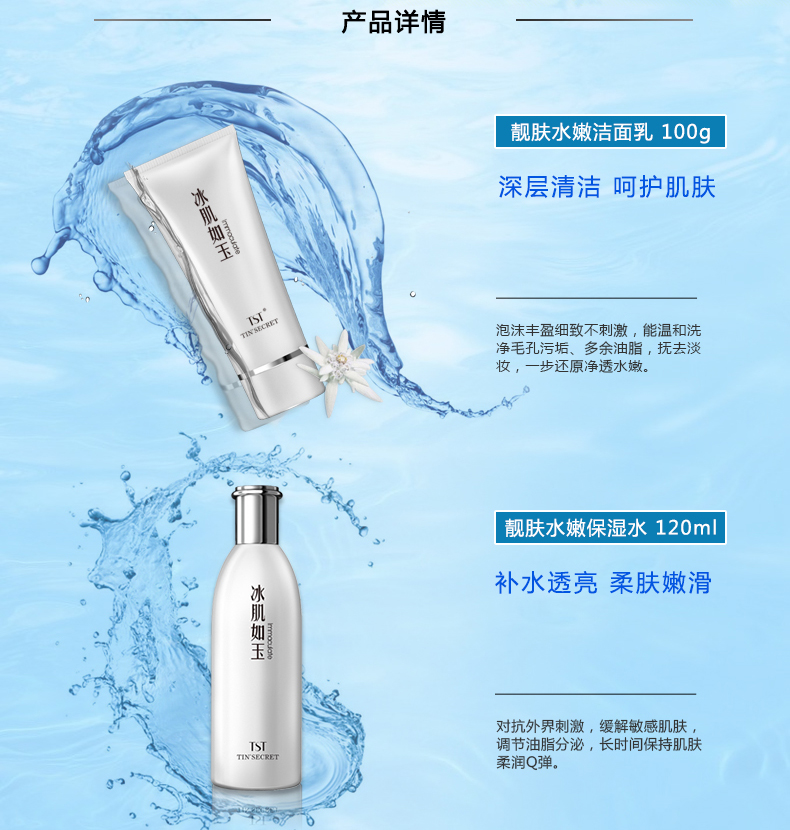 产品详情
靓肤水嫩洁面乳 100g
深层清洁 呵护肌肤
冰肌如玉
immaculate
TST®
TIN'SECRET
泡沫丰盈细致不刺激，能温和洗
净毛孔污垢、多余油脂，抚去淡
妆，一步还原净透水嫩。
靓肤水嫩保湿水 120ml
补水透亮 柔肤嫩滑
冰肌如玉
immaculate
TST
TIN'SECRET
对抗外界刺激，缓解敏感肌肤，
调节油脂分泌，长时间保持肌肤
柔润Q弹。